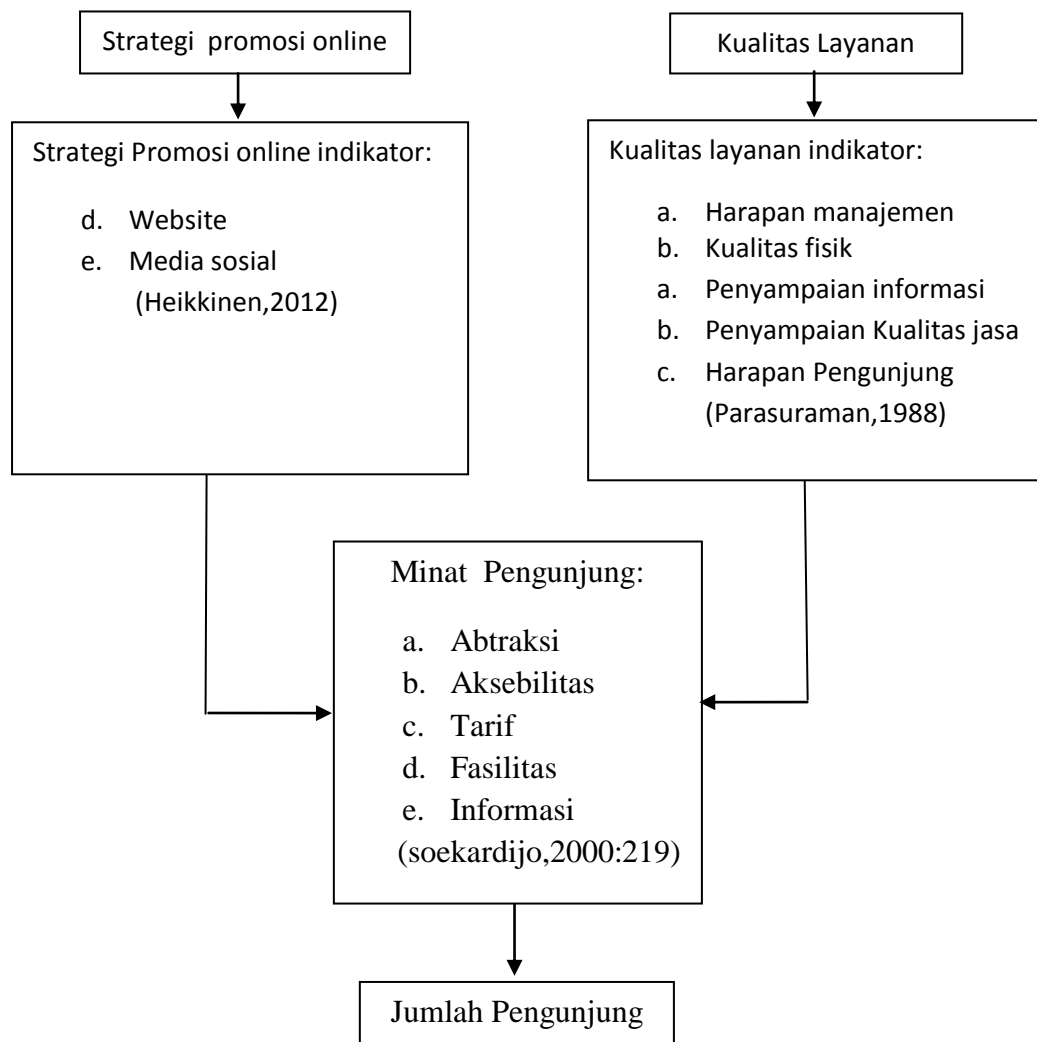 Strategi promosi online
Kualitas Layanan
Strategi Promosi online indikator:
d. Website
e. Media sosial
(Heikkinen,2012)
Kualitas layanan indikator:
a. Harapan manajemen
b. Kualitas fisik
a. Penyampaian informasi
b. Penyampaian Kualitas jasa
c. Harapan Pengunjung
(Parasuraman,1988)
Minat Pengunjung:
a. Abtraksi
b. Aksebilitas
c. Tarif
d. Fasilitas
e. Informasi
(soekardijo,2000:219)
Jumlah Pengunjung